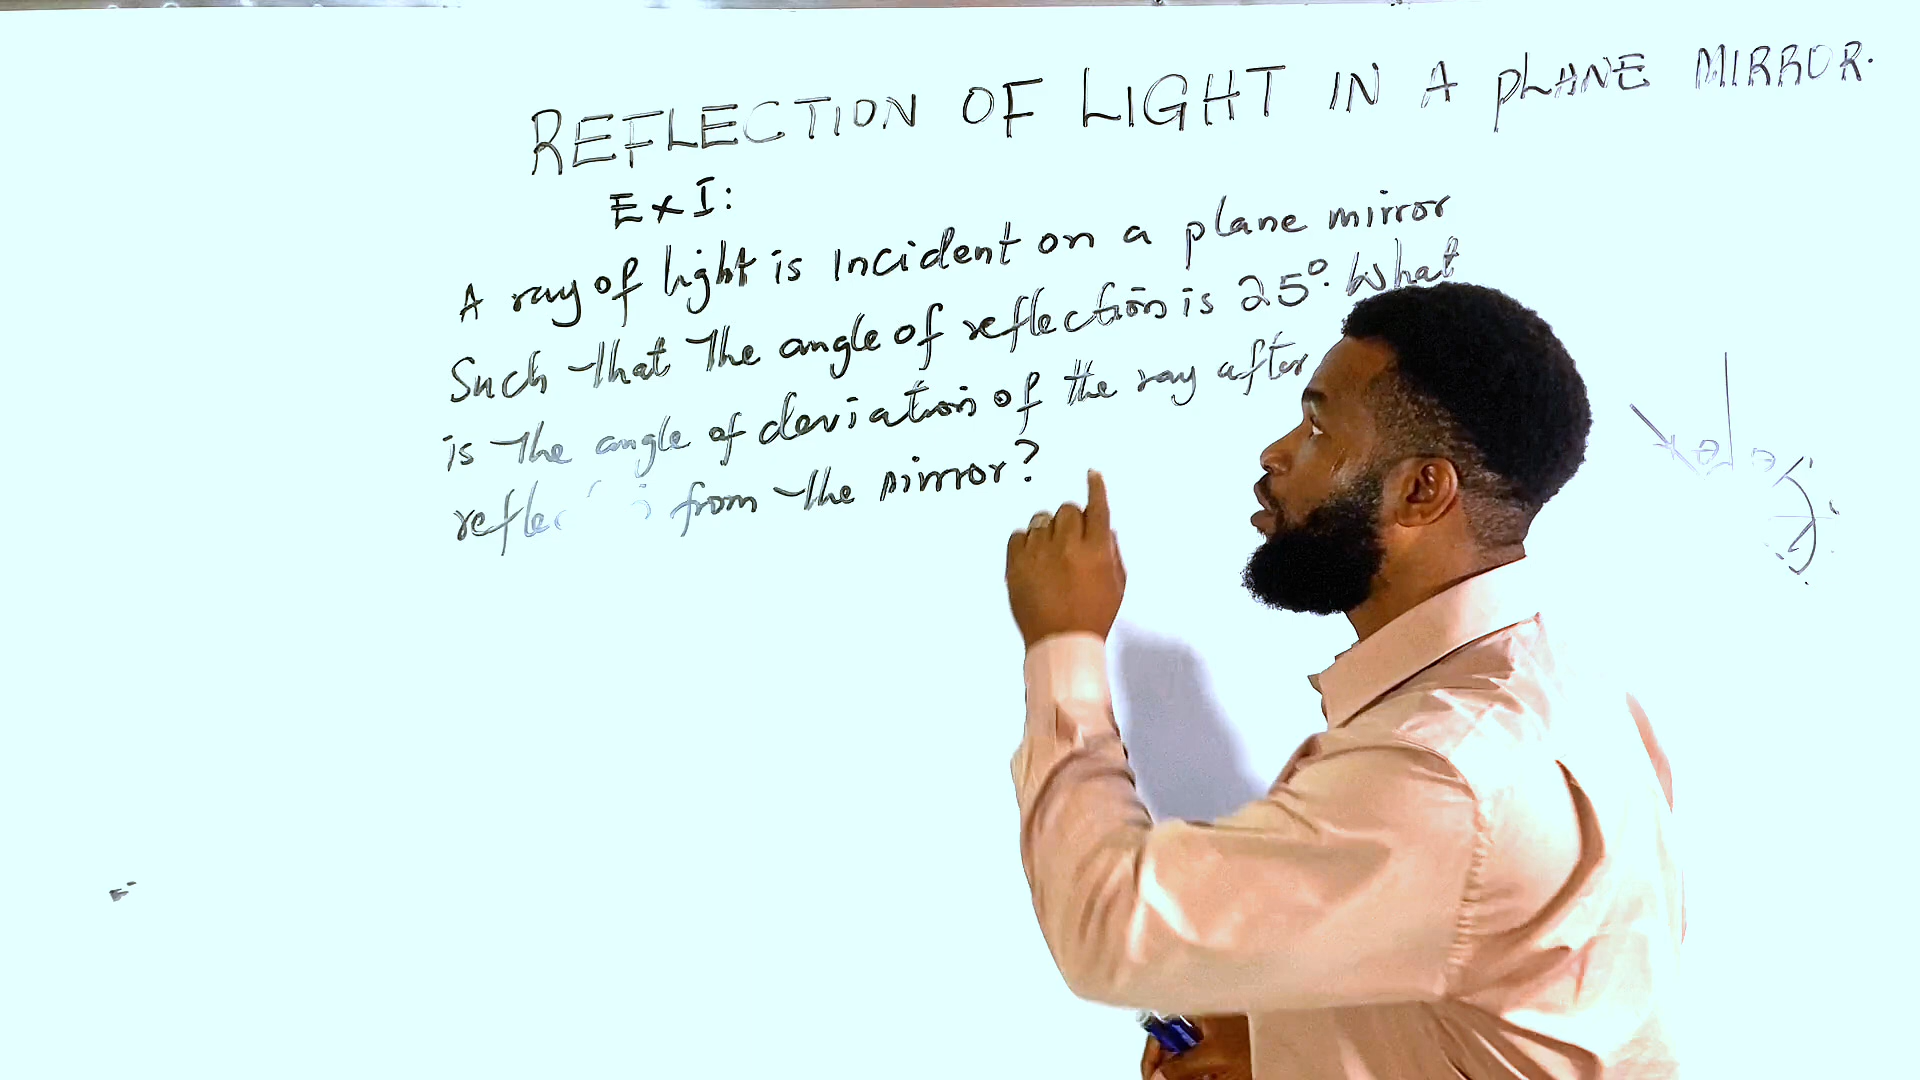 REFLECTION OF LIGHT IN A PLANE MIRROR.
Ex I:
A ray of light is Incident on a plane mirror
Such that the angle of reflection is 25°. What
is the angle of deviation of the ray after
from the mirror?
θ θ